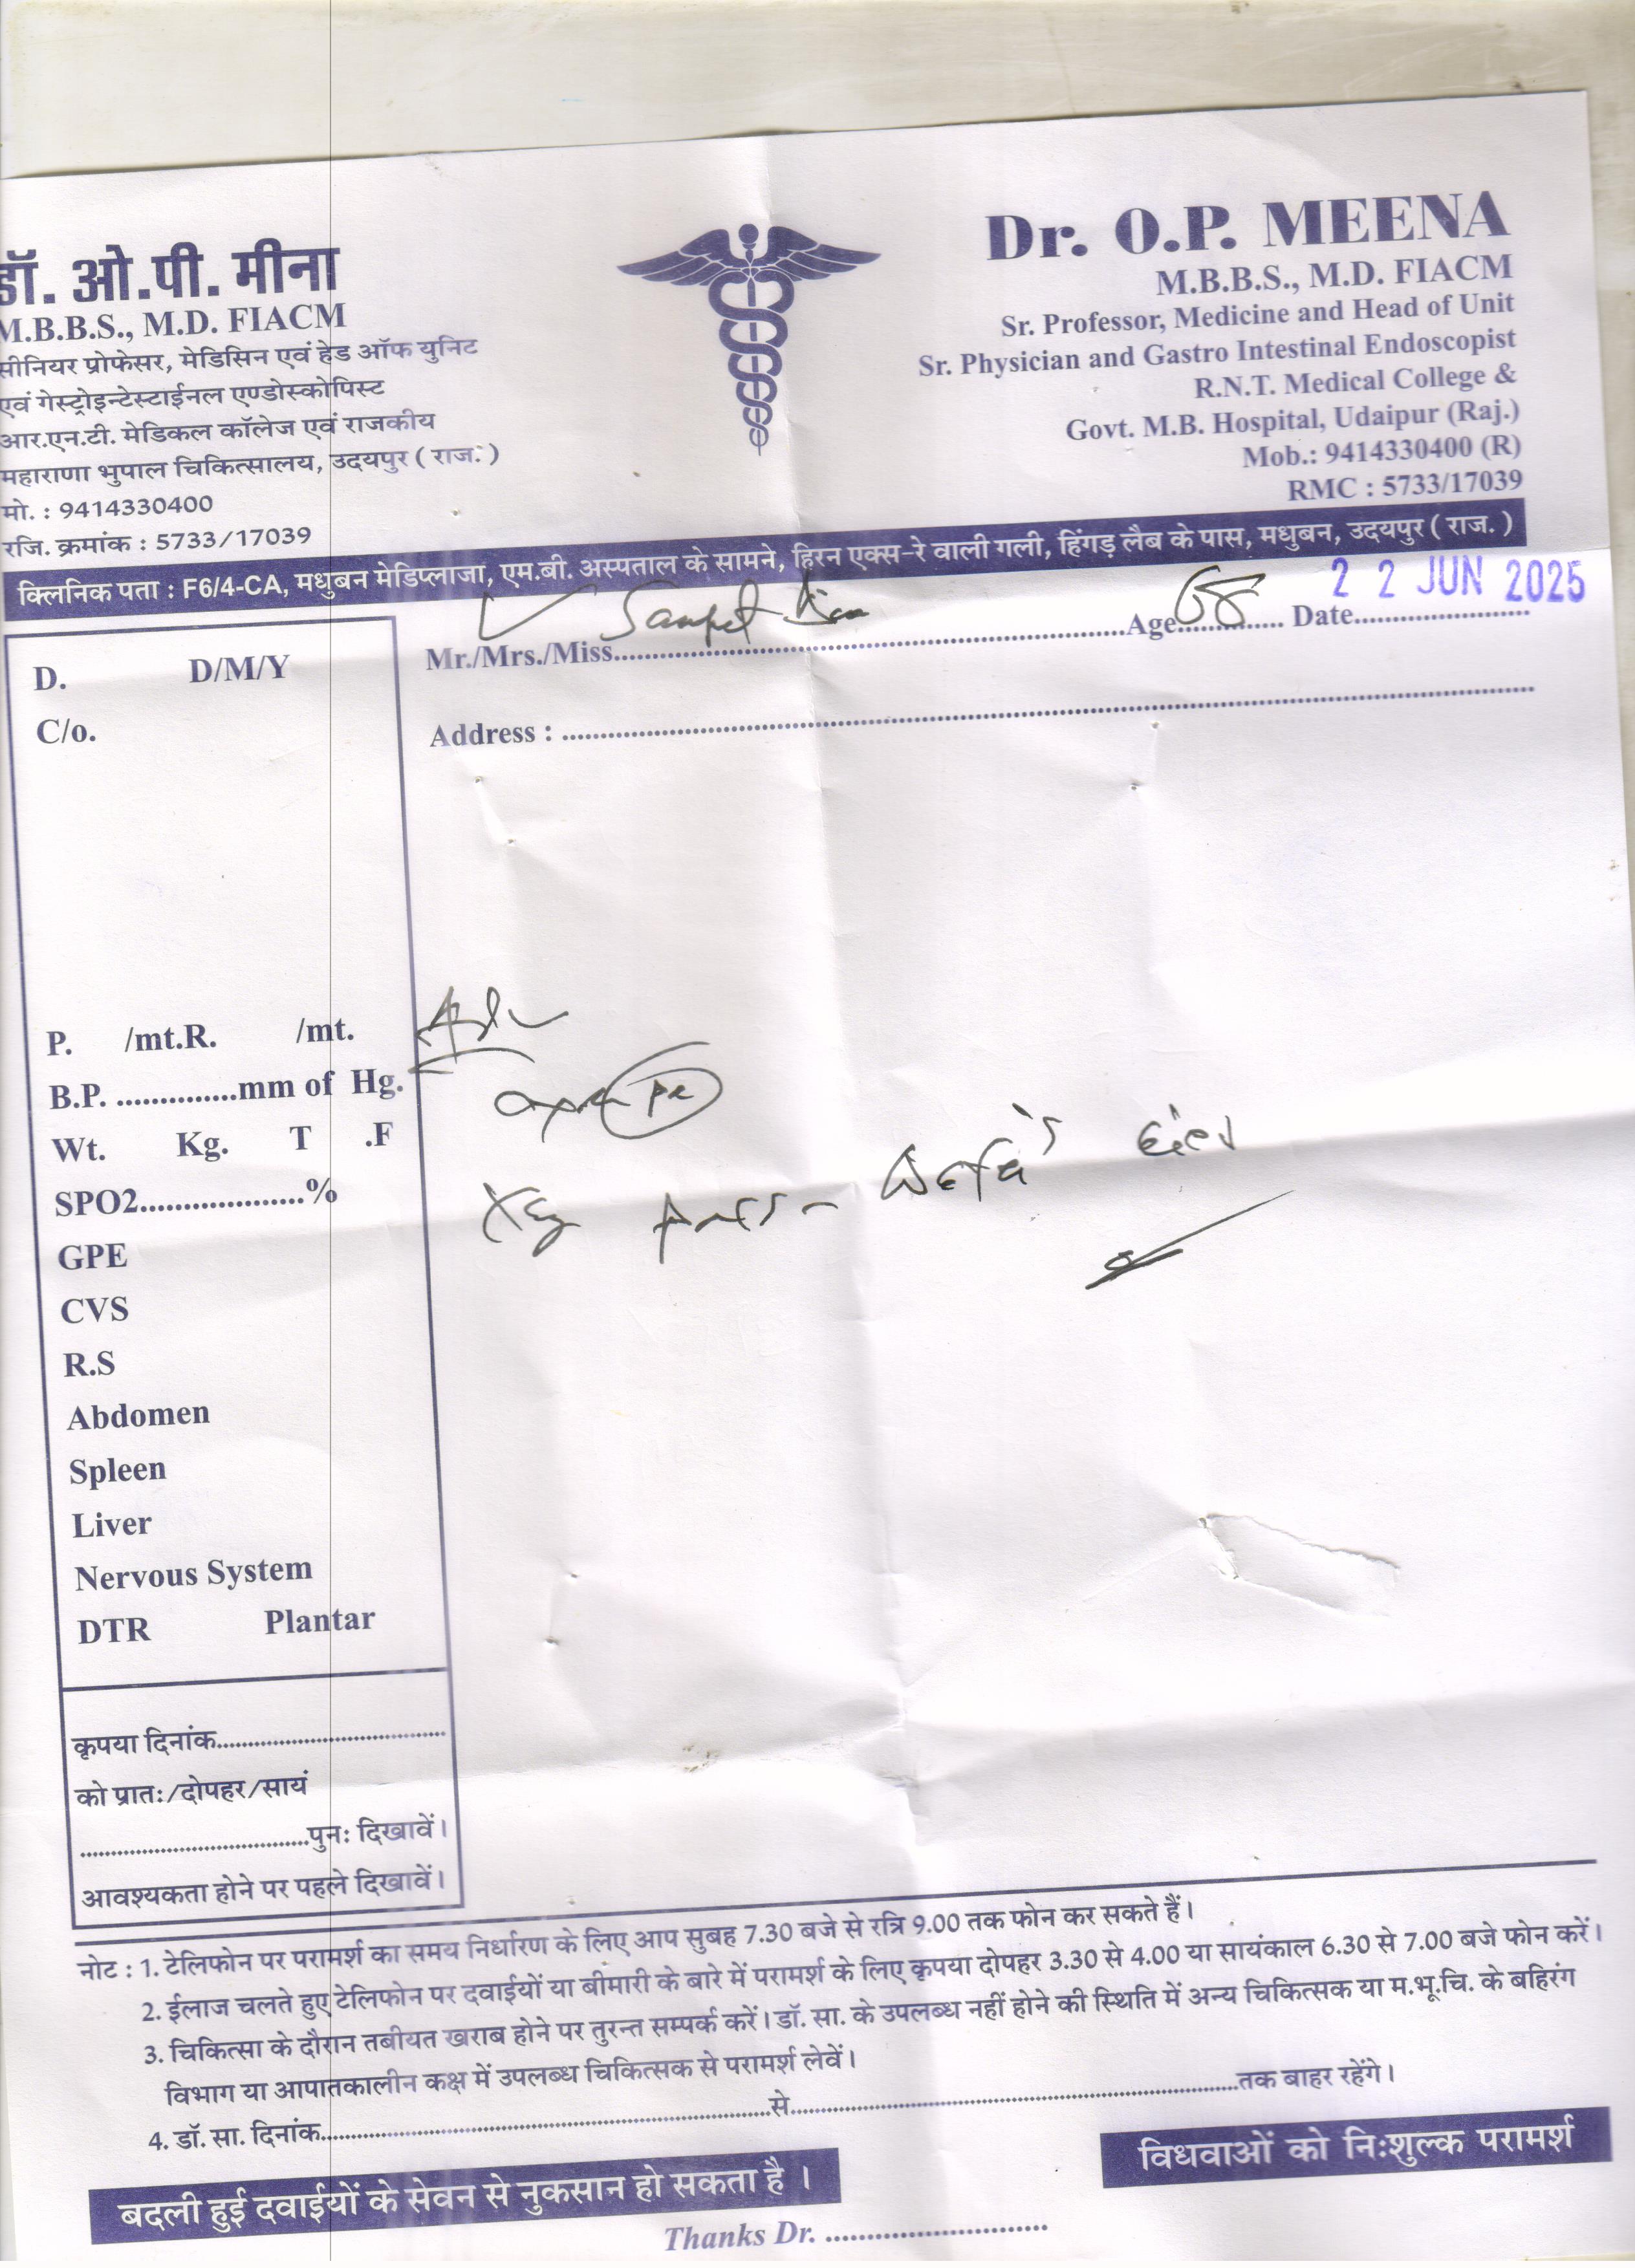 डॉ. ओ.पी. मीना
M.B.B.S., M.D. FIACM
सीनियर प्रोफेसर, मेडिसिन एवं हेड ऑफ युनिट
एवं गेस्ट्रोइन्टेस्टाईनल एण्डोस्कोपिस्ट
आर.एन.टी. मेडिकल कॉलेज एवं राजकीय
महाराणा भुपाल चिकित्सालय, उदयपुर ( राज. )
मो. : 9414330400
रजि. क्रमांक : 5733/17039
Dr. O.P. MEENA
M.B.B.S., M.D. FIACM
Sr. Professor, Medicine and Head of Unit
Sr. Physician and Gastro Intestinal Endoscopist
R.N.T. Medical College &
Govt. M.B. Hospital, Udaipur (Raj.)
Mob.: 9414330400 (R)
RMC : 5733/17039
क्लिनिक पता : F6/4-CA, मधुबन मेडिप्लाजा, एम.बी. अस्पताल के सामने, हिरन एक्स-रे वाली गली, हिंगड़ लैब के पास, मधुबन, उदयपुर ( राज. )
Mr./Mrs./Miss.......... Age 68 Date 22 JUN 2025
Address :
D. D/M/Y
C/o.
P. /mt.R. /mt.
B.P. ..............mm of Hg.
Wt. Kg. T .F
SPO2...................%
GPE
CVS
R.S
Abdomen
Spleen
Liver
Nervous System
DTR Plantar
Adv
कृपया दिनांक
को प्रातः/दोपहर/सायं
पुनः दिखावें।
आवश्यकता होने पर पहले दिखावें।
नोट : 1. टेलिफोन पर परामर्श का समय निर्धारण के लिए आप सुबह 7.30 बजे से रत्रि 9.00 तक फोन कर सकते हैं।
2. ईलाज चलते हुए टेलिफोन पर दवाईयों या बीमारी के बारे में परामर्श के लिए कृपया दोपहर 3.30 से 4.00 या सायंकाल 6.30 से 7.00 बजे फोन करें।
3. चिकित्सा के दौरान तबीयत खराब होने पर तुरन्त सम्पर्क करें। डॉ. सा. के उपलब्ध नहीं होने की स्थिति में अन्य चिकित्सक या म.भू.चि. के बहिरंग
विभाग या आपातकालीन कक्ष में उपलब्ध चिकित्सक से परामर्श लेवें।
4. डॉ. सा. दिनांक..........से..........तक बाहर रहेंगे।
बदली हुई दवाईयों के सेवन से नुकसान हो सकता है।
विधवाओं को निःशुल्क परामर्श
Thanks Dr. ..............................